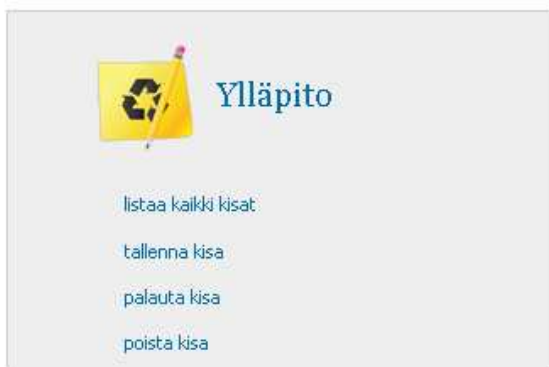 Ylläpito
listaa kaikki kisat
tallenna kisa
palauta kisa
poista kisa